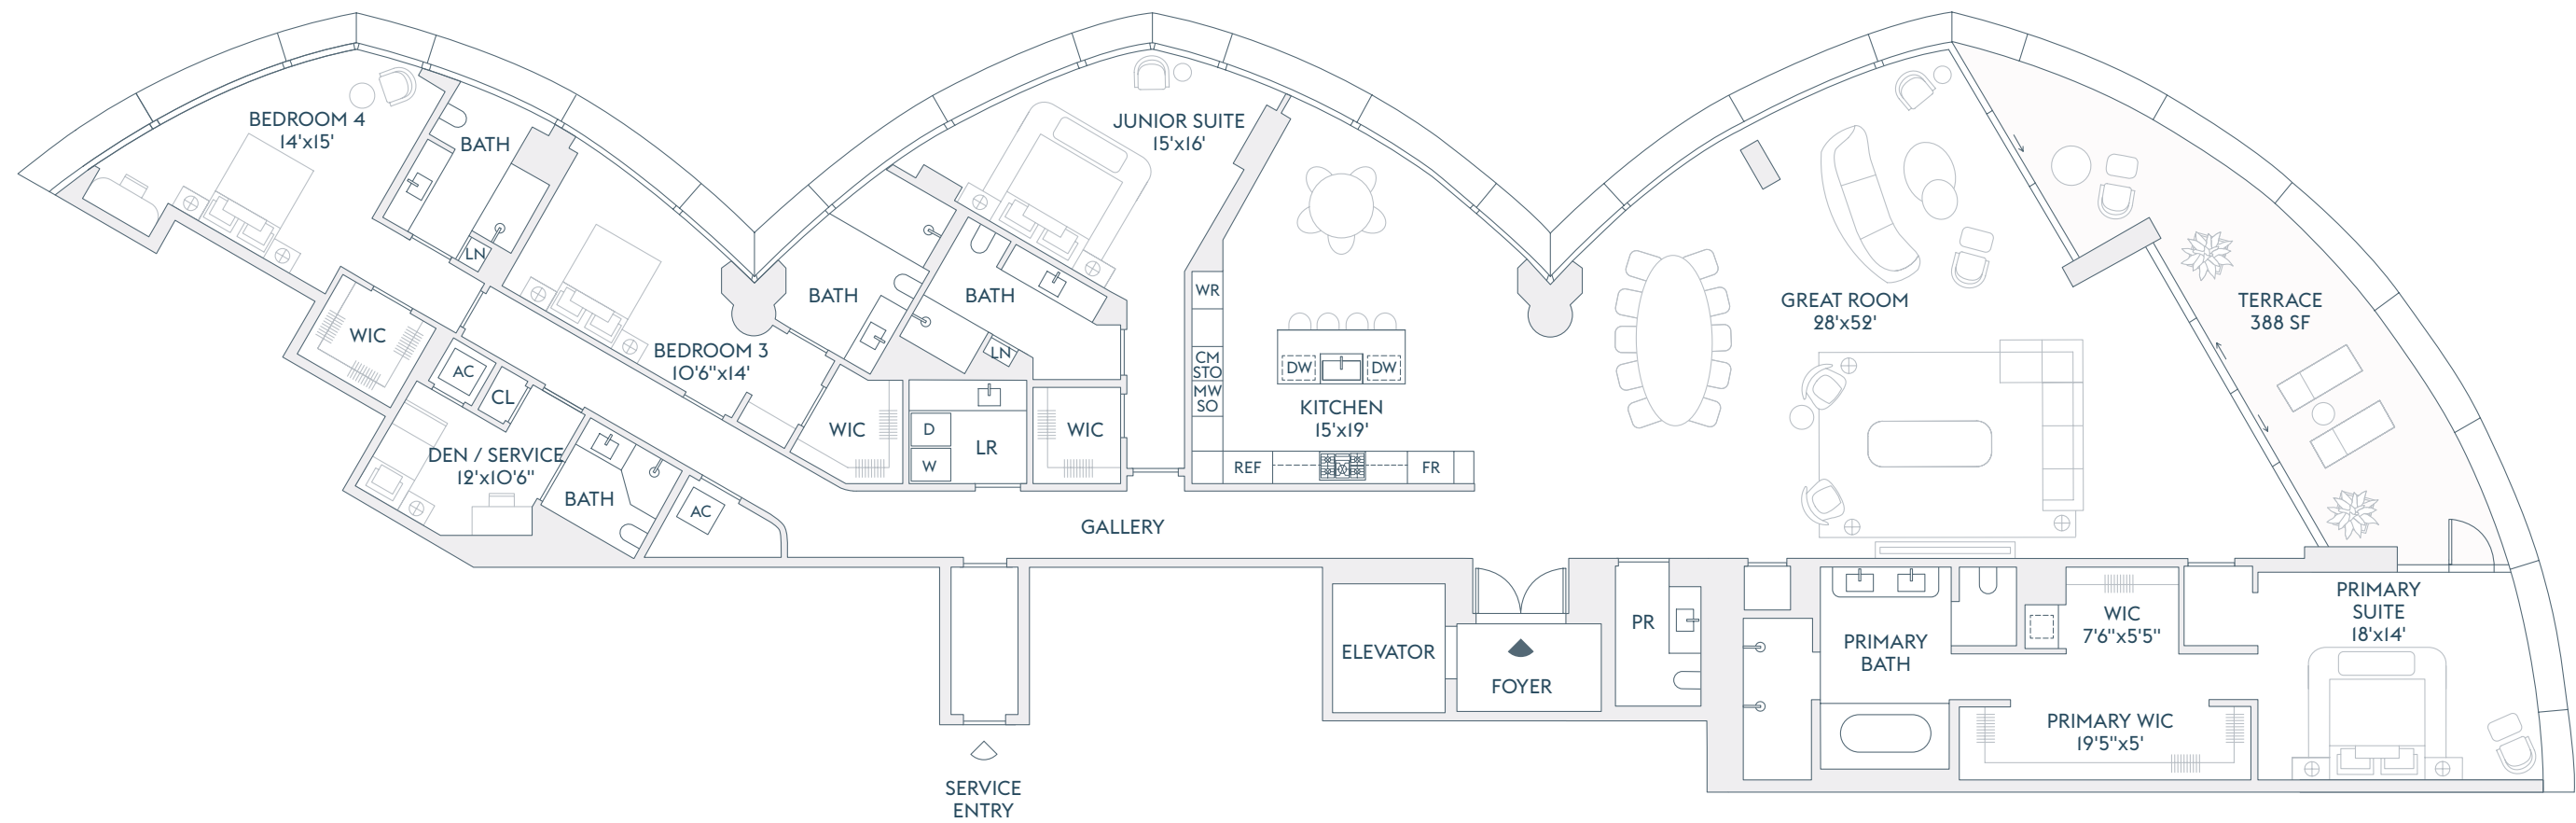 BEDROOM 4
14'x15'
BATH
LN
WIC
AC
CL
DEN / SERVICE
12'x10'6"
BATH
AC
BEDROOM 3
10'6"x14'
BATH
WIC
JUNIOR SUITE
15'x16'
BATH
LN
D
W
LR
WIC
WR
CM
STO
MW
SO
DW
DW
KITCHEN
15'x19'
REF
FR
GALLERY
SERVICE
ENTRY
ELEVATOR
FOYER
PR
GREAT ROOM
28'x52'
TERRACE
388 SF
PRIMARY
BATH
WIC
7'6"x5'5"
PRIMARY WIC
19'5"x5'
PRIMARY
SUITE
18'x14'